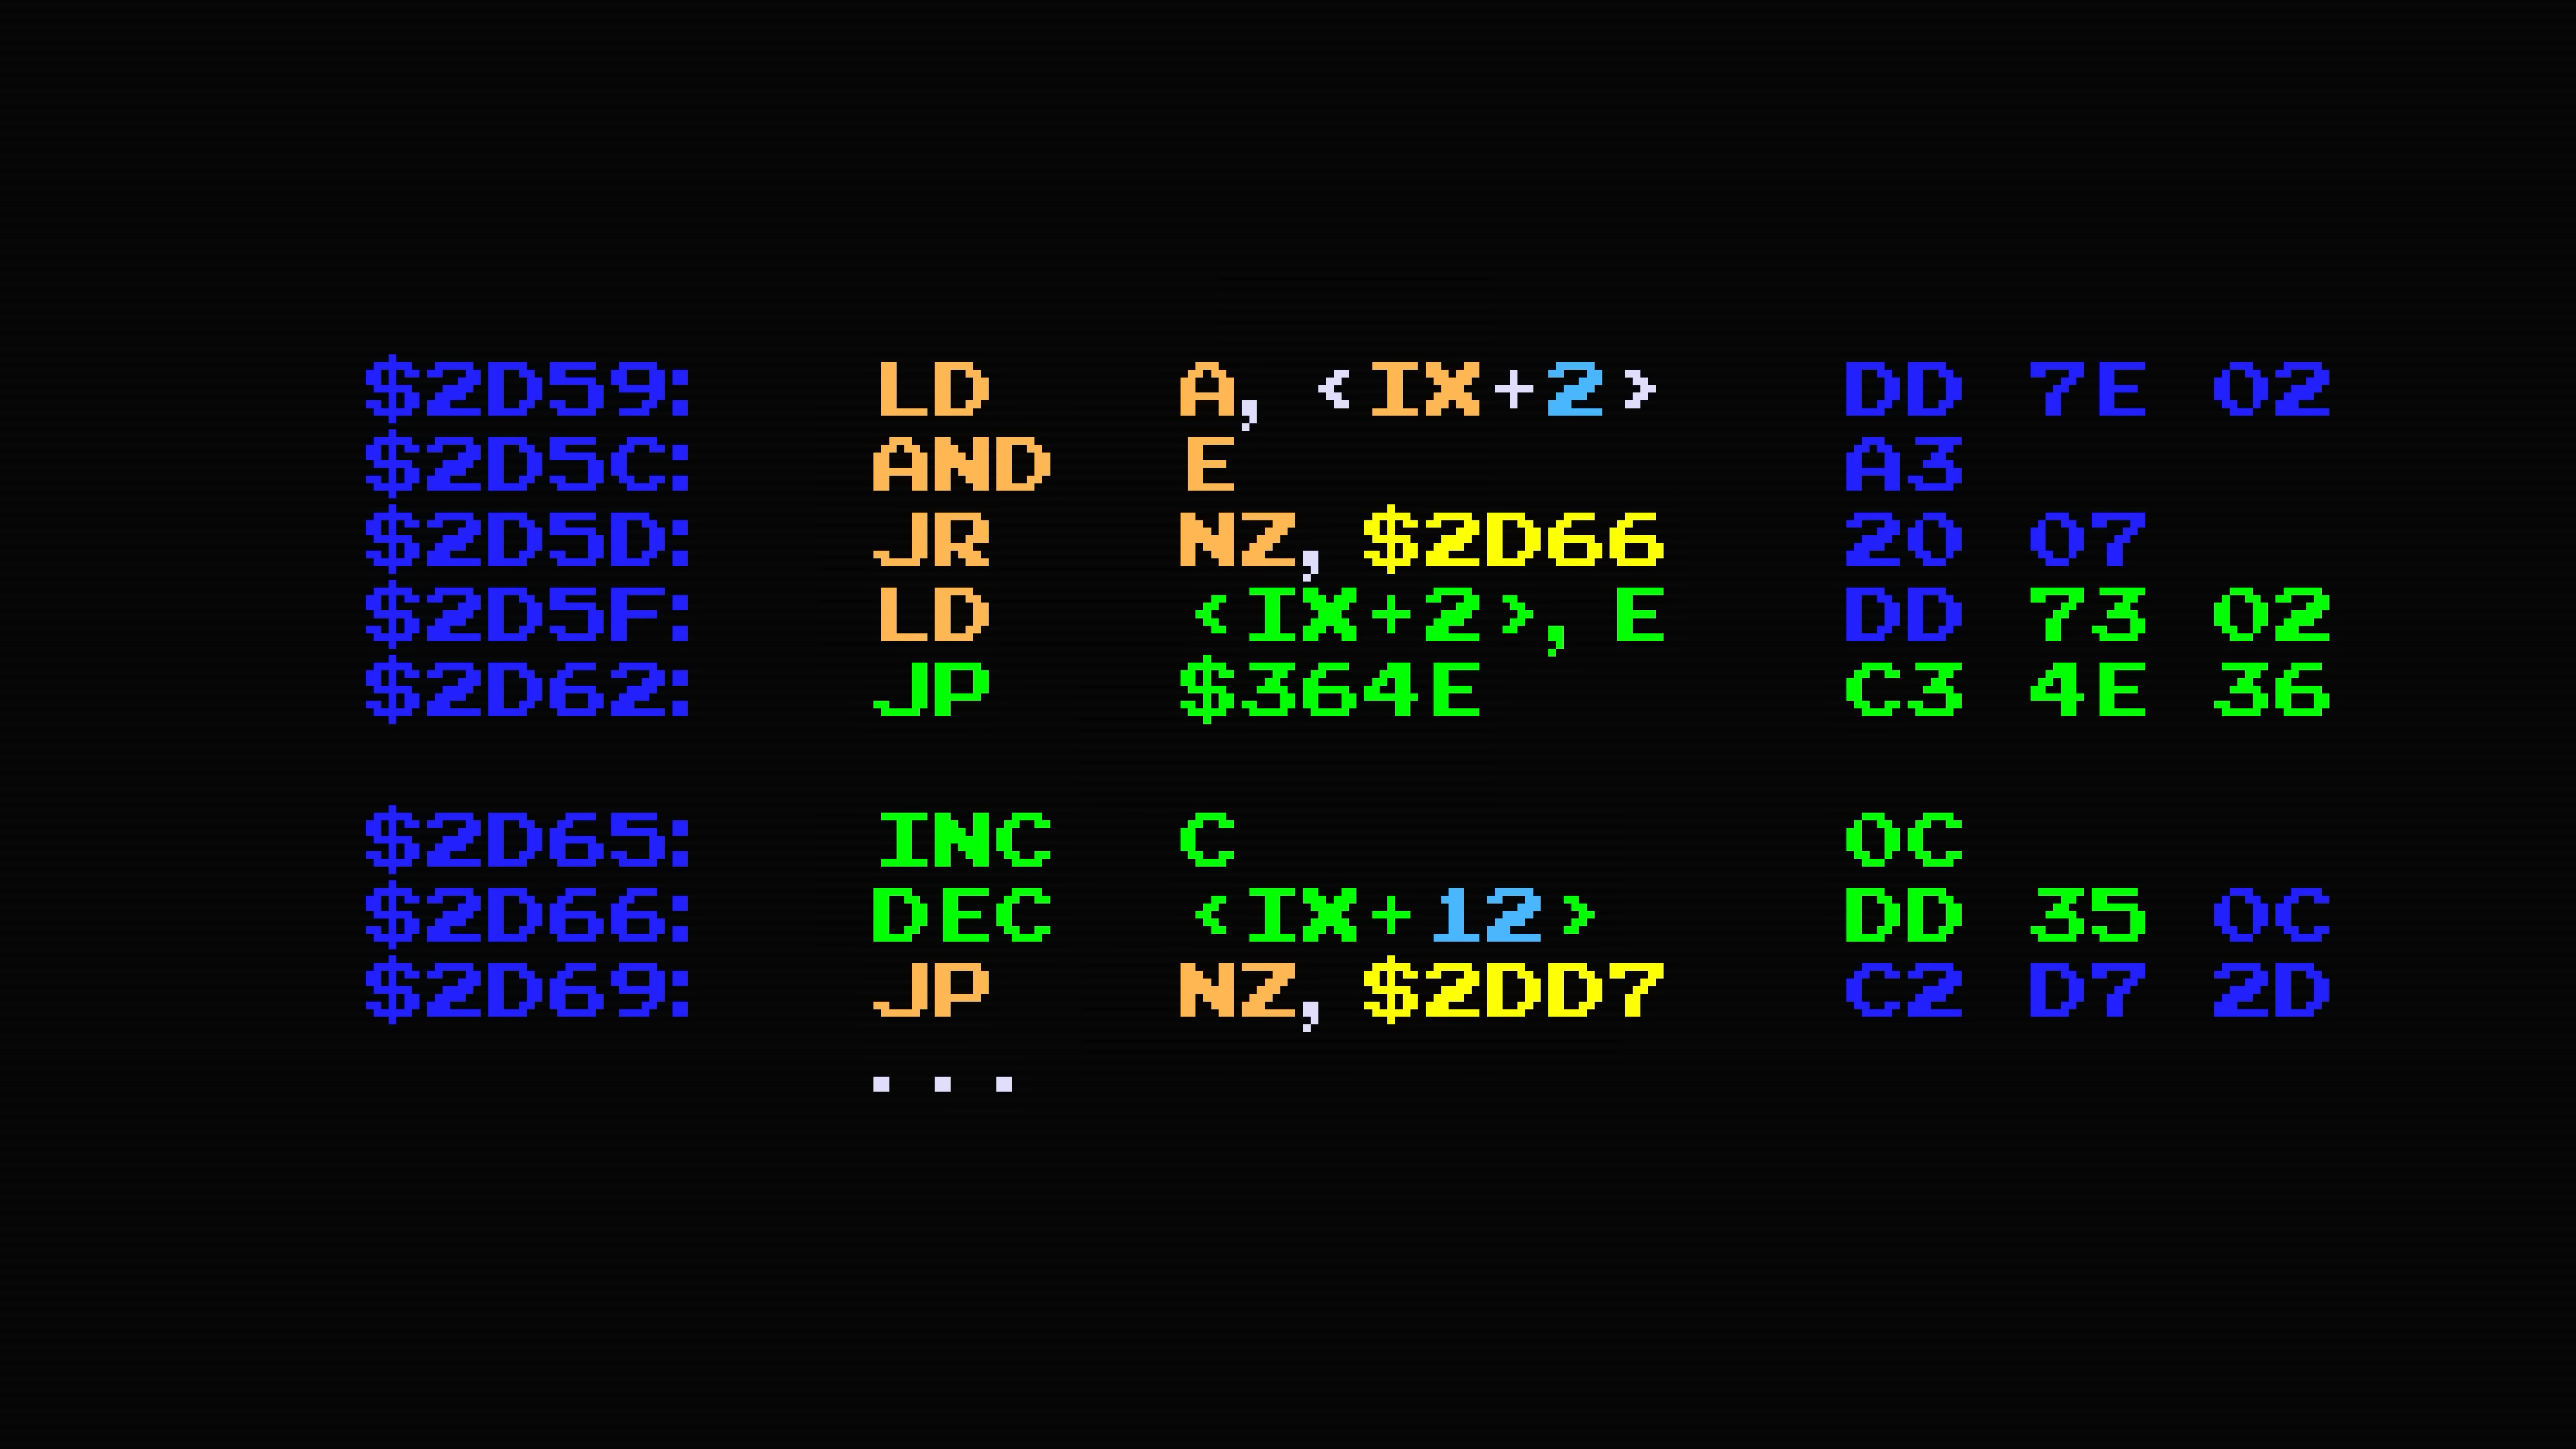 $2D59: LD A, <IX+2> DD 7E 02
$2D5C: AND E A3
$2D5D: JR NZ, $2D66 20 07
$2D5F: LD <IX+2>, E DD 73 02
$2D62: JP $364E C3 4E 36
$2D65: INC C 0C
$2D66: DEC <IX+12> DD 35 0C
$2D69: JP NZ, $2DD7 C2 D7 2D
...